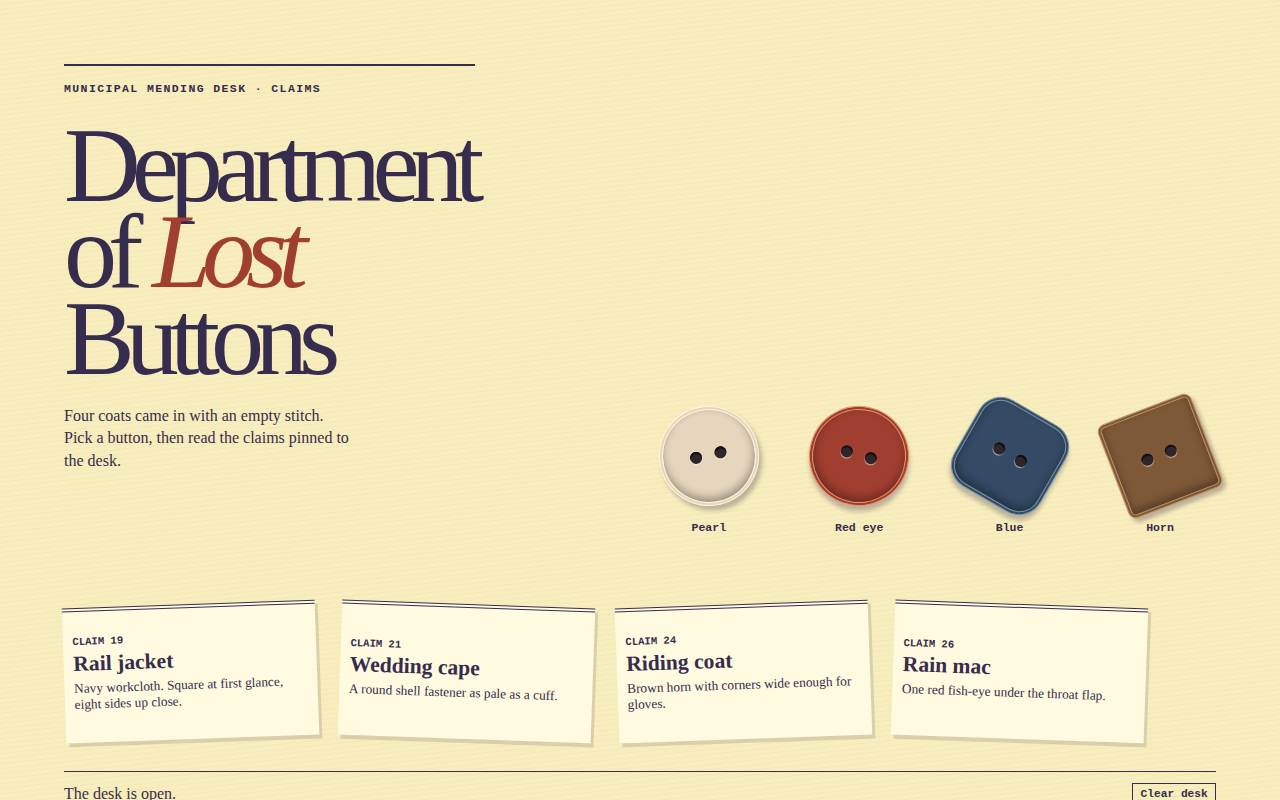 MUNICIPAL MENDING DESK · CLAIMS
Department
of Lost
Buttons
Four coats came in with an empty stitch.
Pick a button, then read the claims pinned to
the desk.
Pearl
Red eye
Blue
Horn
CLAIM 19
Rail jacket
Navy workcloth. Square at first glance,
eight sides up close.
CLAIM 21
Wedding cape
A round shell fastener as pale as a cuff.
CLAIM 24
Riding coat
Brown horn with corners wide enough for
gloves.
CLAIM 26
Rain mac
One red fish-eye under the throat flap.
The desk is open.
Clear desk